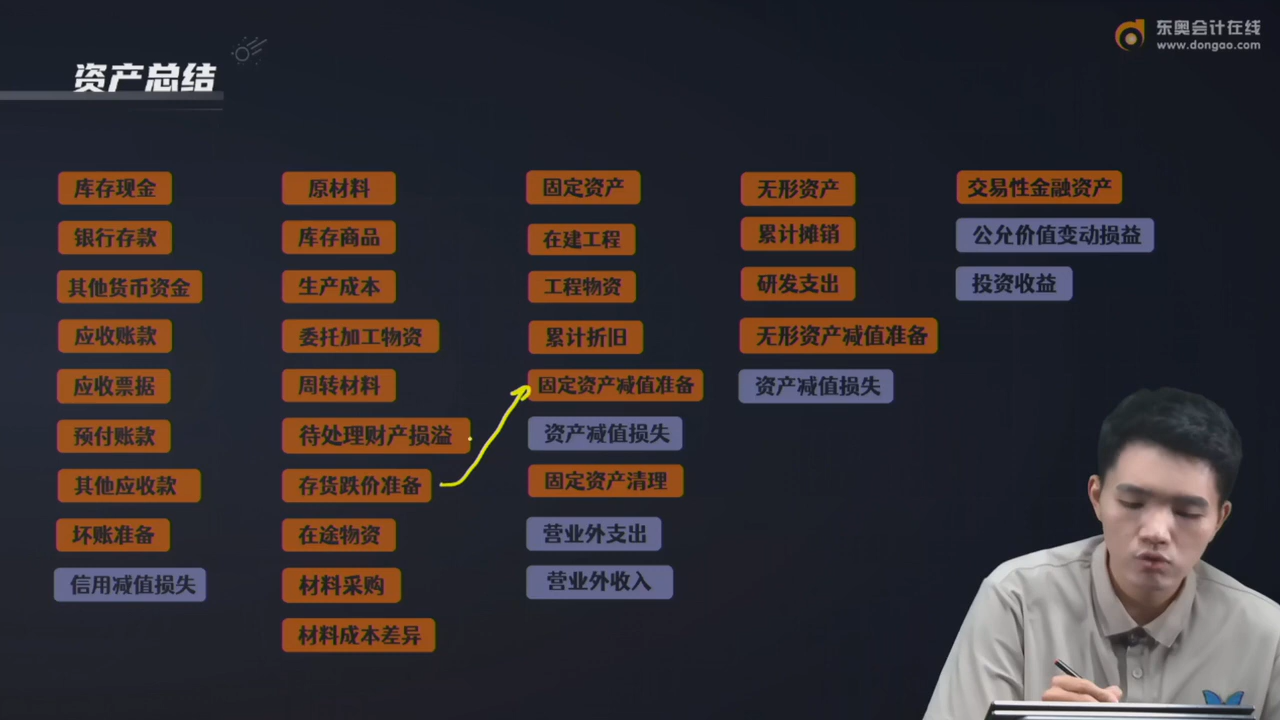 东奥会计在线
www.dongao.com
资产总结
库存现金
银行存款
其他货币资金
应收账款
应收票据
预付账款
其他应收款
坏账准备
信用减值损失
原材料
库存商品
生产成本
委托加工物资
周转材料
待处理财产损溢
存货跌价准备
在途物资
材料采购
材料成本差异
固定资产
在建工程
工程物资
累计折旧
固定资产减值准备
资产减值损失
固定资产清理
营业外支出
营业外收入
无形资产
累计摊销
研发支出
无形资产减值准备
资产减值损失
交易性金融资产
公允价值变动损益
投资收益